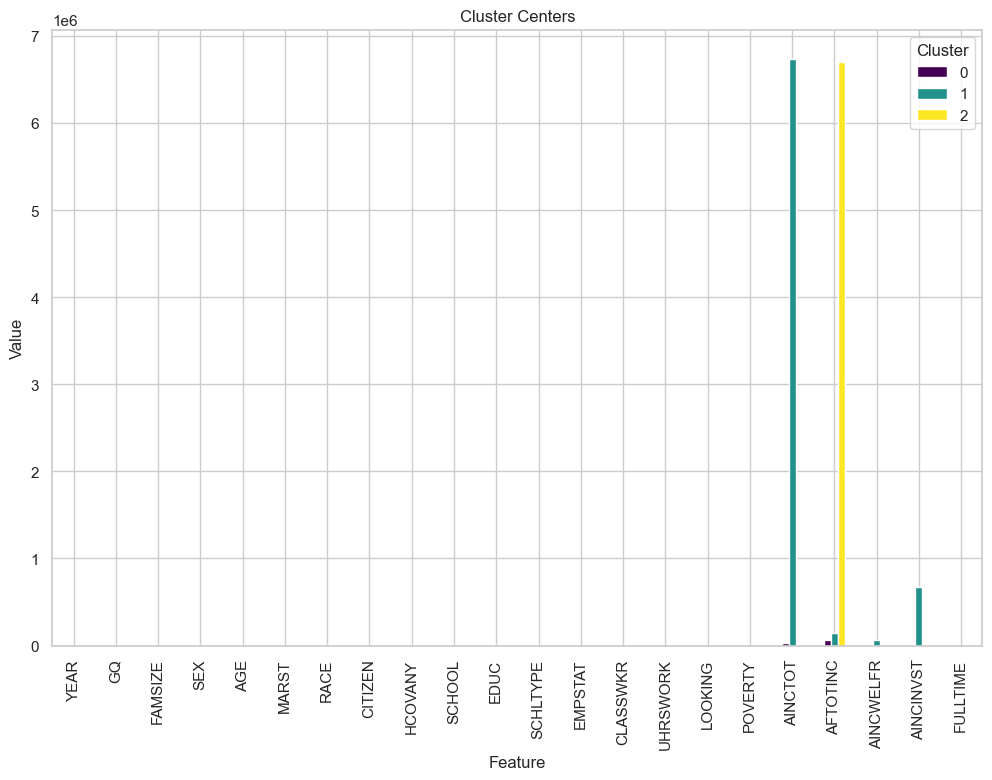 Cluster Centers
1e6
7
6
5
4
3
2
1
0
Value
Cluster
0
1
2
YEAR
GQ
FAMSIZE
SEX
AGE
MARST
RACE
CITIZEN
HCOVANY
SCHOOL
EDUC
SCHLTYPE
EMPSTAT
CLASSWKR
UHRSWORK
LOOKING
POVERTY
AINCTOT
AFTOTINC
AINCWELFR
AINCINVST
FULLTIME
Feature